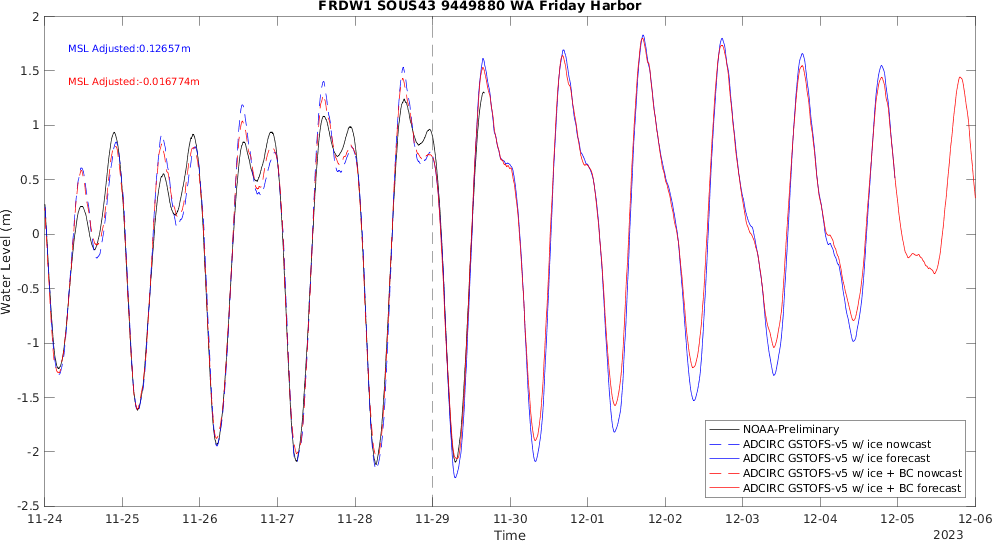 FRDW1 SOUS43 9449880 WA Friday Harbor
2
MSL Adjusted:0.12657m
1.5
MSL Adjusted:-0.016774m
1
0.5
0
Water Level (m)
-0.5
-1
-1.5
NOAA-Preliminary
ADCIRC GSTOFS-v5 w/ ice nowcast
-2
ADCIRC GSTOFS-v5 w/ ice forecast
ADCIRC GSTOFS-v5 w/ ice + BC nowcast
ADCIRC GSTOFS-v5 w/ ice + BC forecast
-2.5
11-24 11-25 11-26 11-27 11-28 11-29 11-30 12-01 12-02 12-03 12-04 12-05 12-06
Time
2023